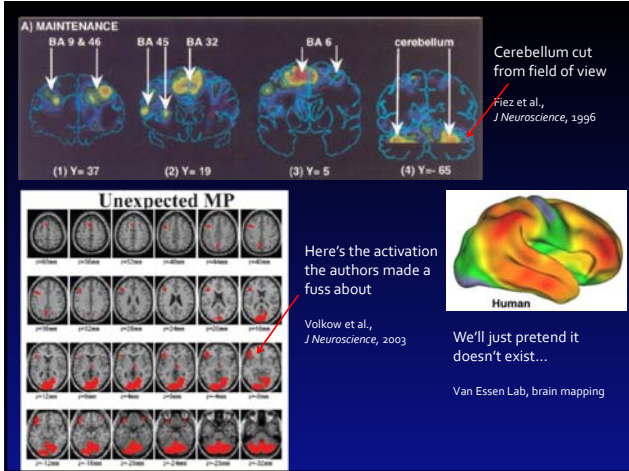 A) MAINTENANCE
BA 9 & 46
BA 45
BA 32
BA 6
cerebellum
(1) Y= 37
(2) Y= 19
(3) Y= 5
(4) Y=- 65
Cerebellum cut
from field of view
Fiez et al.,
J Neuroscience, 1996
Unexpected MP
Here's the activation
the authors made a
fuss about
Volkow et al.,
J Neuroscience, 2003
Human
We'll just pretend it
doesn't exist...
Van Essen Lab, brain mapping